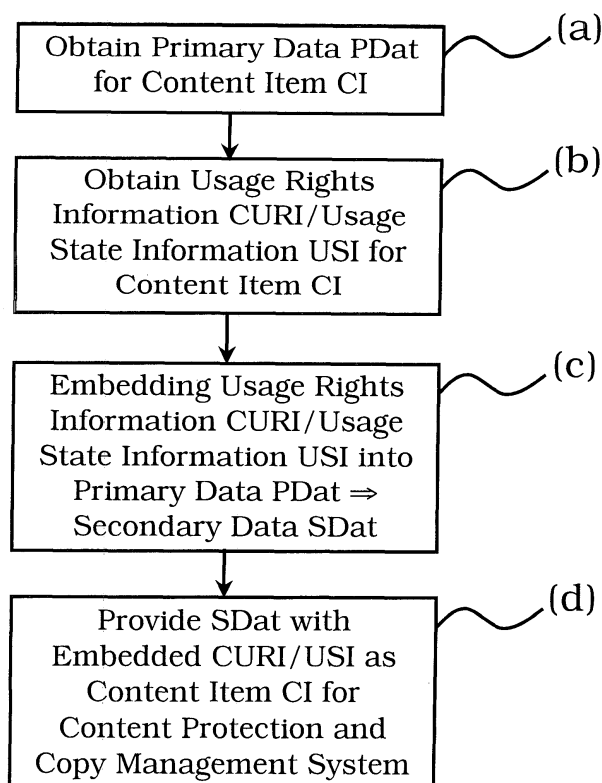 Obtain Primary Data PDat
for Content Item CI
(a)
Obtain Usage Rights
Information CURI/Usage
State Information USI for
Content Item CI
(b)
Embedding Usage Rights
Information CURI/Usage
State Information USI into
Primary Data PDat ⇒
Secondary Data SDat
(c)
Provide SDat with
Embedded CURI/USI as
Content Item CI for
Content Protection and
Copy Management System
(d)